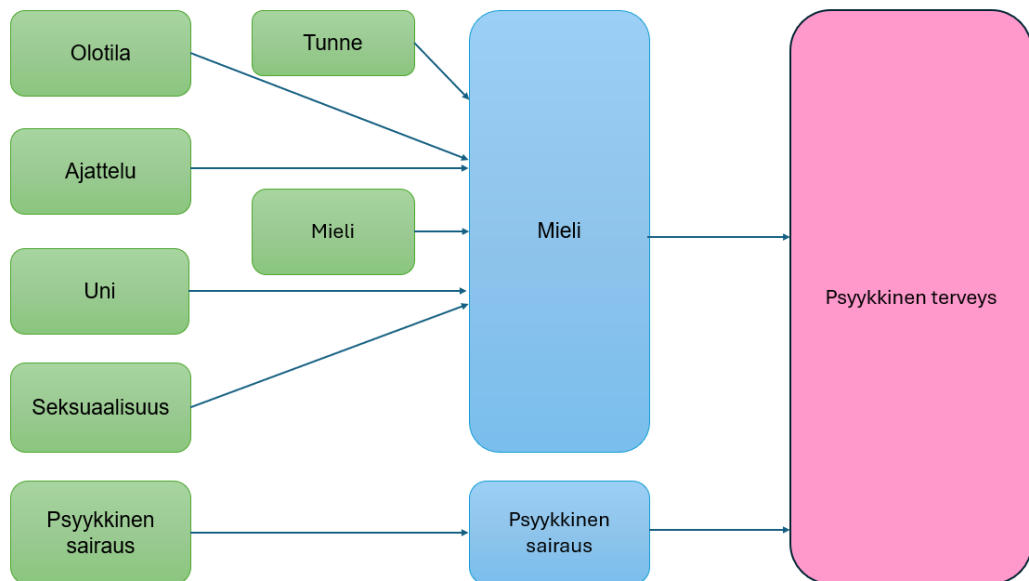 Olotila
Tunne
Ajattelu
Mieli
Uni
Seksuaalisuus
Psyykkinen
sairaus
Mieli
Psyykkinen
sairaus
Psyykkinen terveys